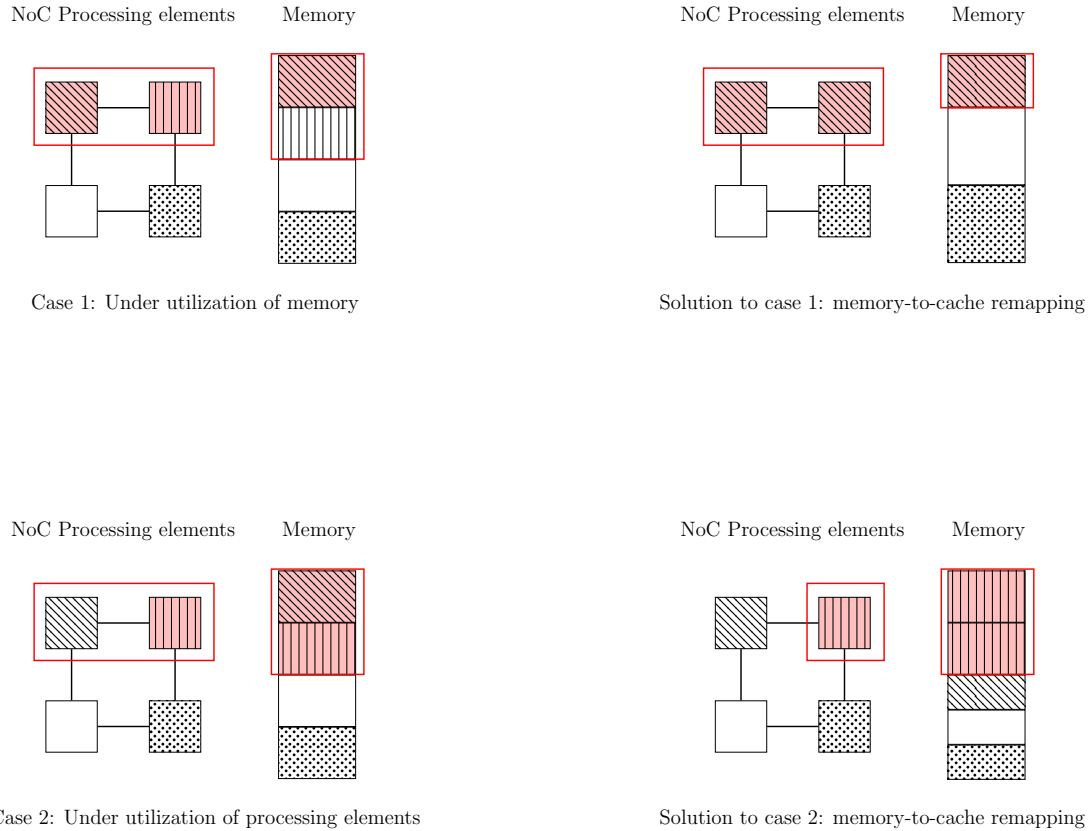 NoC Processing elements Memory
NoC Processing elements Memory
Case 1: Under utilization of memory
Solution to case 1: memory-to-cache remapping
NoC Processing elements Memory
NoC Processing elements Memory
Case 2: Under utilization of processing elements
Solution to case 2: memory-to-cache remapping